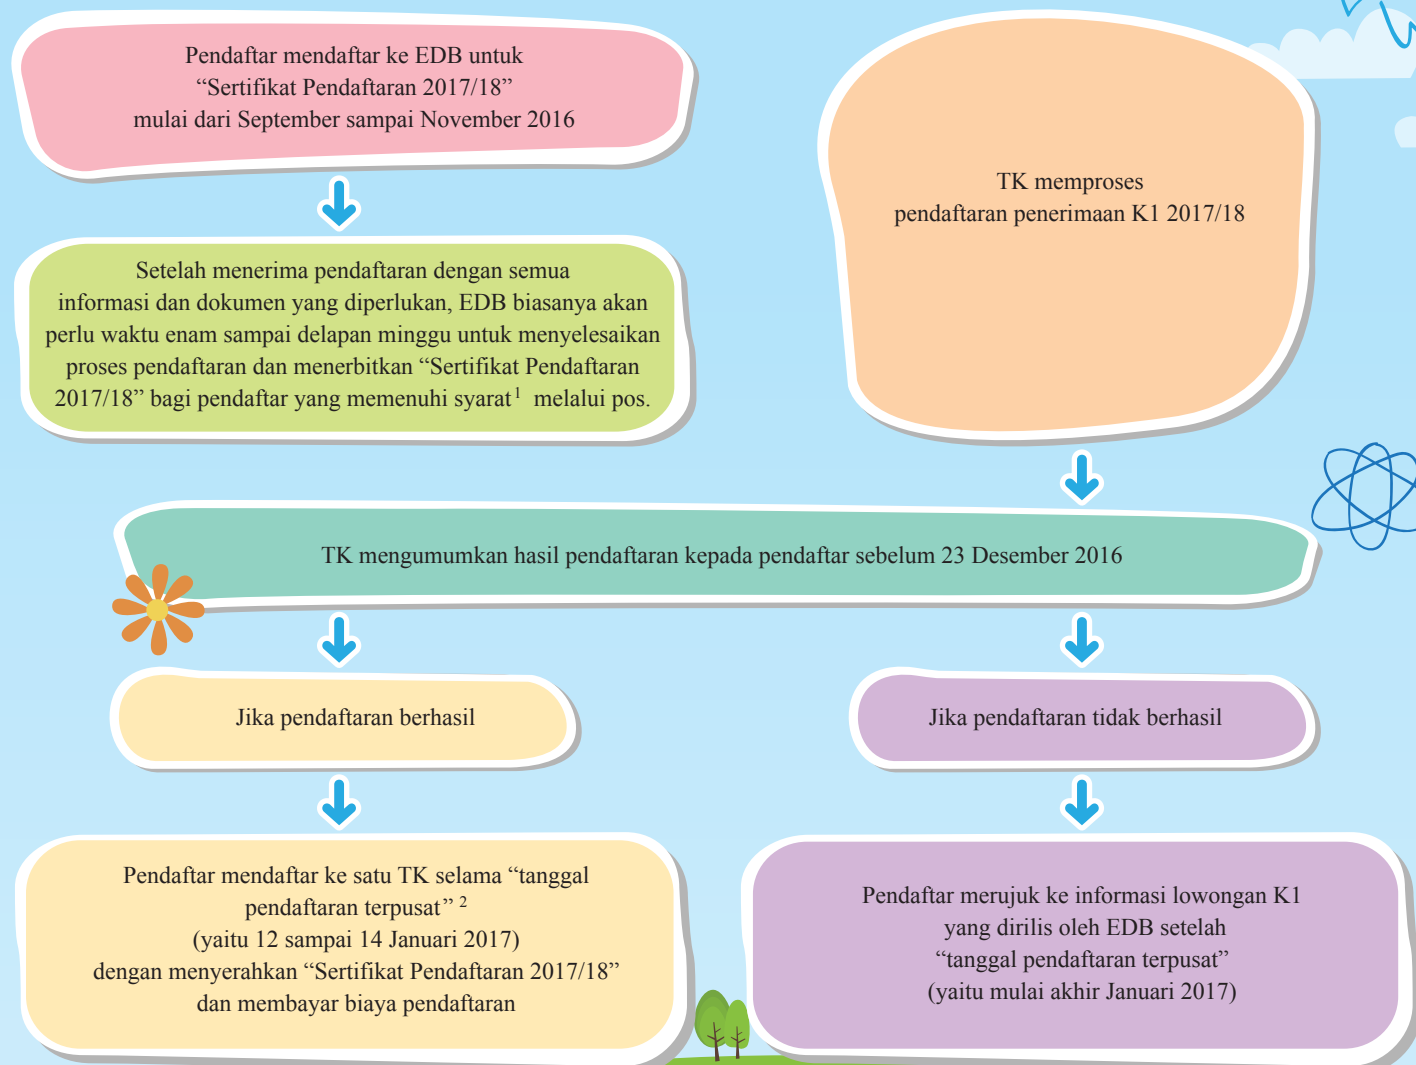 Pendaftar mendaftar ke EDB untuk
“Sertifikat Pendaftaran 2017/18”
mulai dari September sampai November 2016
Setelah menerima pendaftaran dengan semua
informasi dan dokumen yang diperlukan, EDB biasanya akan
perlu waktu enam sampai delapan minggu untuk menyelesaikan
proses pendaftaran dan menerbitkan “Sertifikat Pendaftaran
2017/18” bagi pendaftar yang memenuhi syarat1 melalui pos.
TK memproses
pendaftaran penerimaan K1 2017/18
TK mengumumkan hasil pendaftaran kepada pendaftar sebelum 23 Desember 2016
Jika pendaftaran berhasil
Pendaftar mendaftar ke satu TK selama “tanggal
pendaftaran terpusat” 2
(yaitu 12 sampai 14 Januari 2017)
dengan menyerahkan “Sertifikat Pendaftaran 2017/18”
dan membayar biaya pendaftaran
Jika pendaftaran tidak berhasil
Pendaftar merujuk ke informasi lowongan K1
yang dirilis oleh EDB setelah
“tanggal pendaftaran terpusat”
(yaitu mulai akhir Januari 2017)